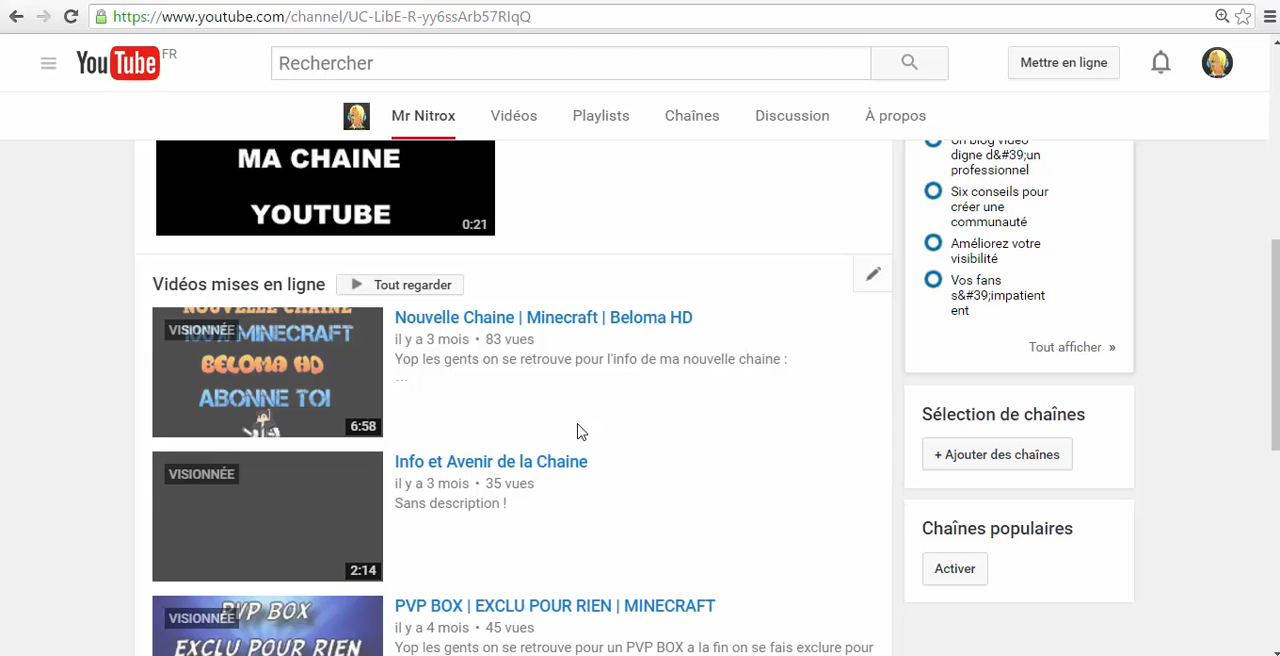 https://www.youtube.com/channel/UC-LibE-R-yy6ssArb57RIqQ
YouTube FR
Rechercher
Mettre en ligne
Mr Nitrox
Vidéos
Playlists
Chaînes
Discussion
À propos
MA CHAINE
YOUTUBE
0:21
Un blog vidéo
digne d&#39;un
professionnel
Six conseils pour
créer une
communauté
Améliorez votre
visibilité
Vos fans
s&#39;impatient
ent
Tout afficher »
Vidéos mises en ligne
Tout regarder
NOUVELLE CHAINE
VISIONNÉE
100% MINECRAFT
BELOMA HD
ABONNE TOI
6:58
Nouvelle Chaine | Minecraft | Beloma HD
il y a 3 mois • 83 vues
Yop les gents on se retrouve pour l'info de ma nouvelle chaine :
...
VISIONNÉE
2:14
Info et Avenir de la Chaine
il y a 3 mois • 35 vues
Sans description !
VISIONNÉE
PVP BOX
EXCLU POUR RIEN
PVP BOX | EXCLU POUR RIEN | MINECRAFT
il y a 4 mois • 45 vues
Yop les gents on se retrouve pour un PVP BOX a la fin on se fais exclure pour
Sélection de chaînes
+ Ajouter des chaînes
Chaînes populaires
Activer